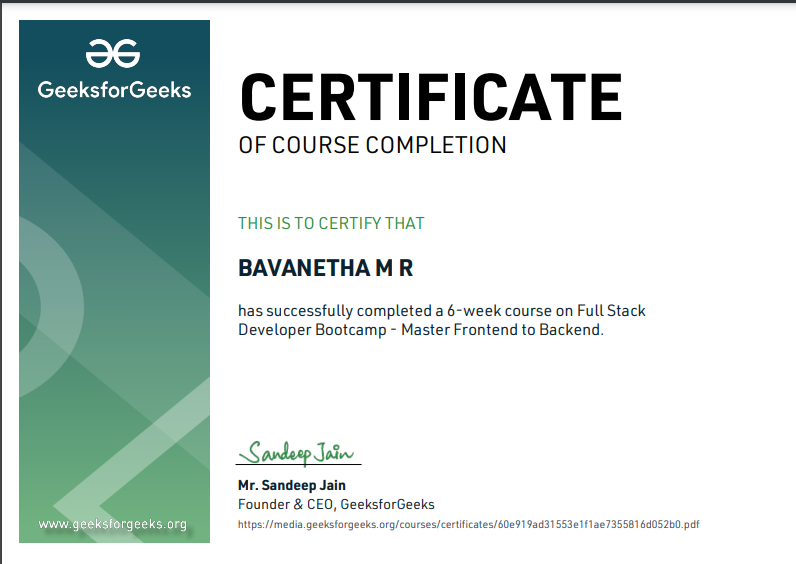 GeeksforGeeks
CERTIFICATE
OF COURSE COMPLETION
THIS IS TO CERTIFY THAT
BAVANETHA M R
has successfully completed a 6-week course on Full Stack
Developer Bootcamp - Master Frontend to Backend.
Sandeep Jain
Mr. Sandeep Jain
Founder & CEO, GeeksforGeeks
https://media.geeksforgeeks.org/courses/certificates/60e919ad31553e1f1ae7355816d052b0.pdf
www.geeksforgeeks.org